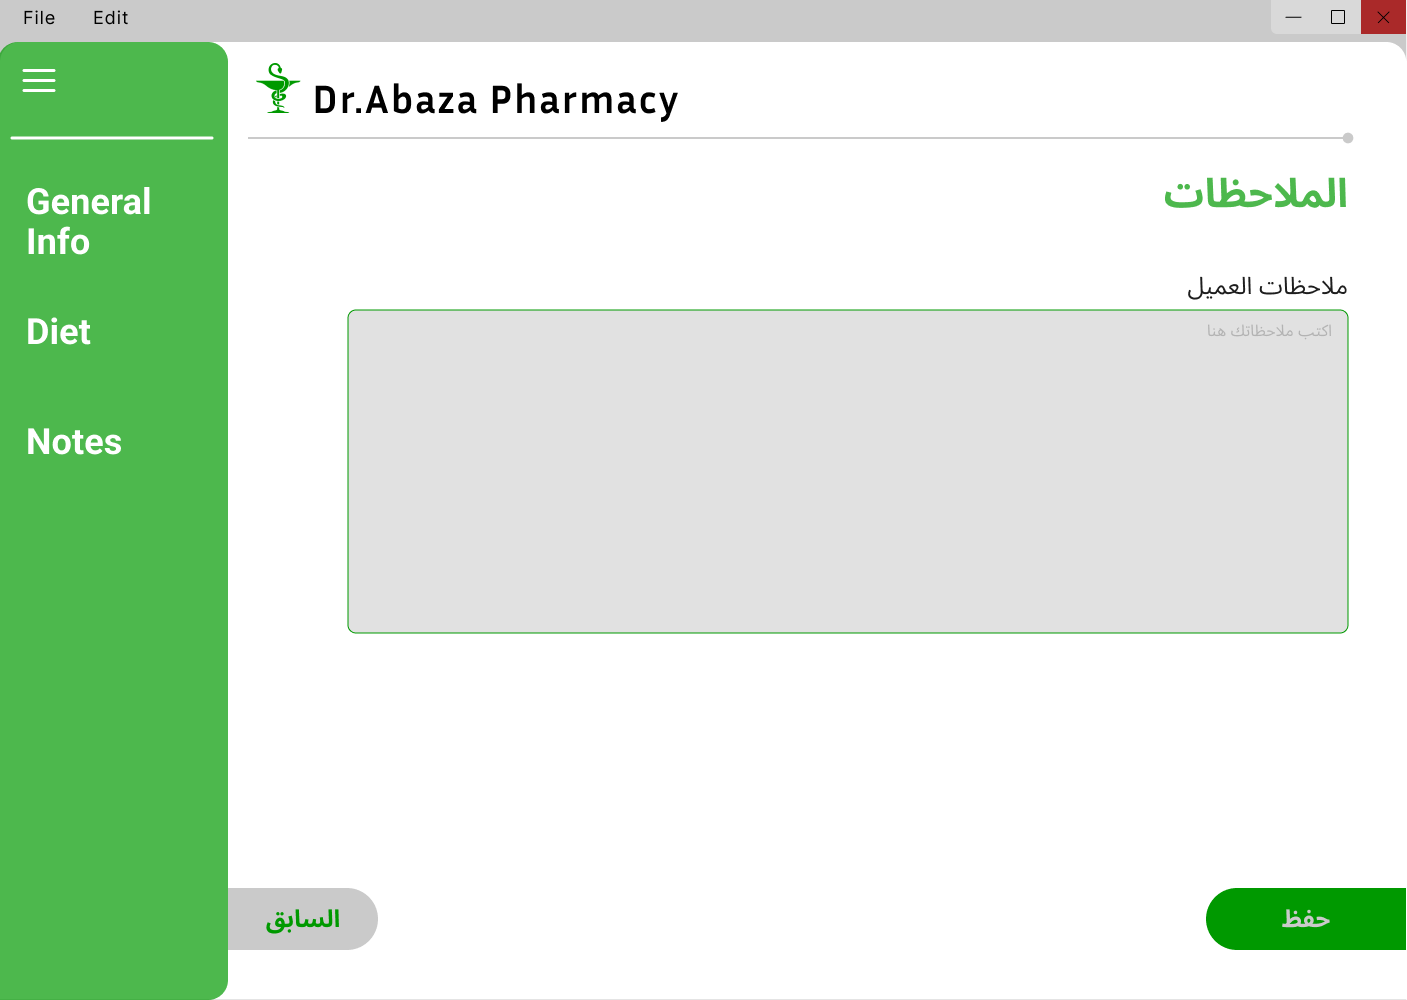 File Edit
Dr.Abaza Pharmacy
General
Info
Diet
Notes
الملاحظات
ملاحظات العميل
اكتب ملاحظاتك هنا
السابق
حفظ